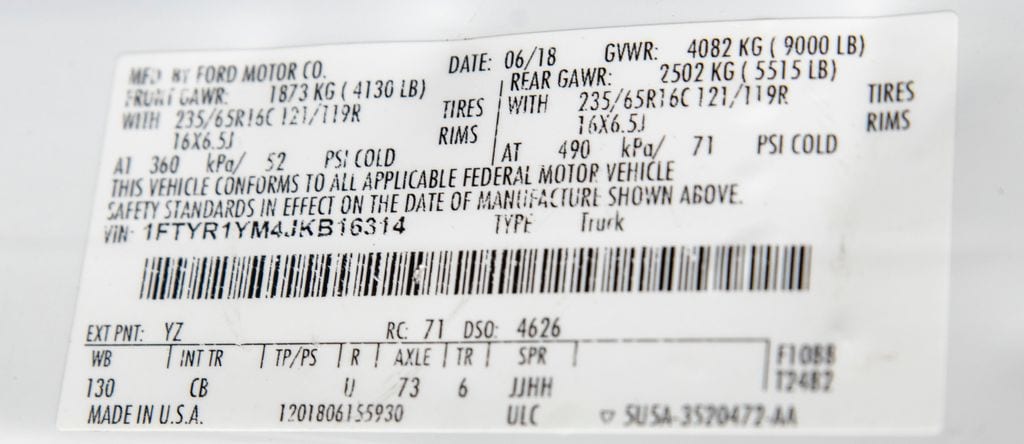 MFD BY FORD MOTOR CO. DATE: 06/18 GVWR: 4082 KG ( 9000 LB)
FRONT GAWR: 1873 KG ( 4130 LB) REAR GAWR: 2502 KG ( 5515 LB)
WITH 235/65R16C 121/119R TIRES WITH 235/65R16C 121/119R TIRES
16X6.5J RIMS 16X6.5J RIMS
AT 360 kPa/ 52 PSI COLD AT 490 kPa/ 71 PSI COLD
THIS VEHICLE CONFORMS TO ALL APPLICABLE FEDERAL MOTOR VEHICLE
SAFETY STANDARDS IN EFFECT ON THE DATE OF MANUFACTURE SHOWN ABOVE.
VIN: 1FTYR1YM4JKB16314 TYPE Truck
EXT PNT: YZ RC: 71 DSO: 4626
WB INT TR TP/PS R AXLE TR SPR F1088
130 CB U 73 6 JJHH T2482
MADE IN U.S.A. 1201806155930 ULC 5U5A-3520472-AA